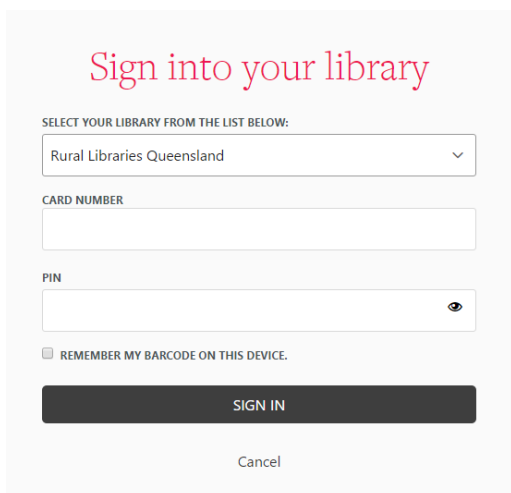 Sign into your library
SELECT YOUR LIBRARY FROM THE LIST BELOW:
Rural Libraries Queensland
CARD NUMBER
PIN
REMEMBER MY BARCODE ON THIS DEVICE.
SIGN IN
Cancel